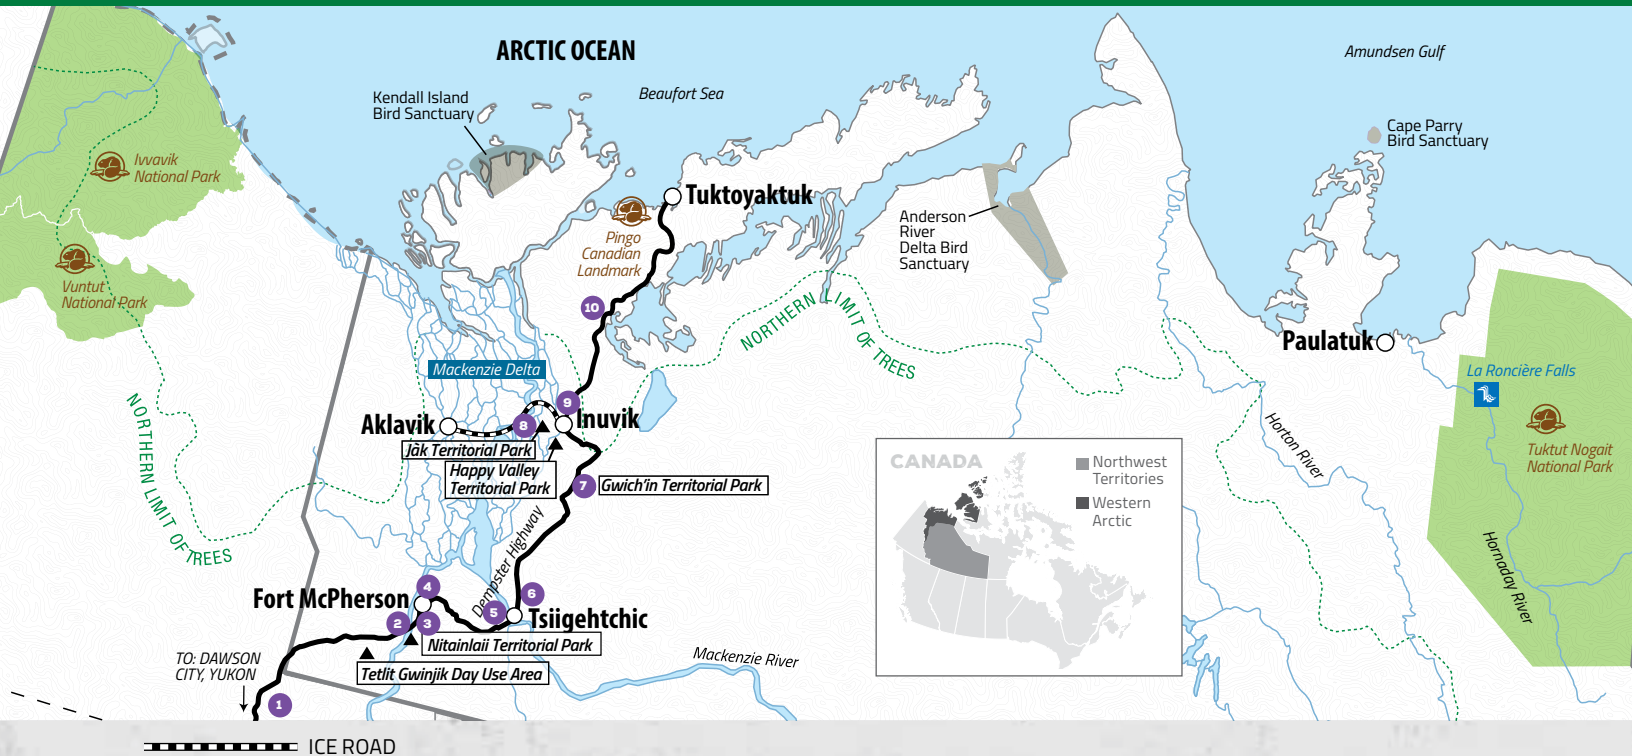 ARCTIC OCEAN
Amundsen Gulf
Beaufort Sea
Kendall Island
Bird Sanctuary
Cape Parry
Bird Sanctuary
Ivvavik
National Park
Tuktoyaktuk
Anderson
River
Delta Bird
Sanctuary
Pingo
Canadian
Landmark
Vuntut
National Park
10
NORTHERN LIMIT OF TREES
Paulatuk
Mackenzie Delta
La Roncière Falls
9
Aklavik
8
Inuvik
NORTHERN LIMIT OF TREES
Jàk Territorial Park
Happy Valley
Territorial Park
7
Gwich'in Territorial Park
Horton River
Tuktut Nogait
National Park
CANADA
Northwest
Territories
Western
Arctic
Dempster Highway
Hornaday River
4
Fort McPherson
6
5
Tsiigehtchic
2
3
Nitainlaii Territorial Park
Mackenzie River
TO: DAWSON
CITY, YUKON
Tetlit Gwinjik Day Use Area
1
ICE ROAD